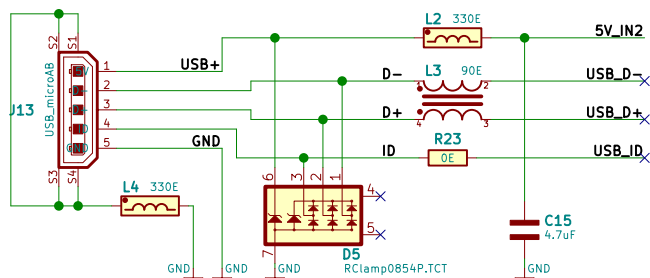 L2 330E
5V_IN2
S2 S1
USB+
1
D- L3 90E USB_D-
1 2
2
J13 USB_microAB
3
D+ USB_D+
4 3
4
R23
ID 0E USB_ID
5
GND
S3 S4
6 3 2 1
L4 330E
4
5
C15
4.7uF
7
D5
RClamp0854P.TCT
GND GND GND GND